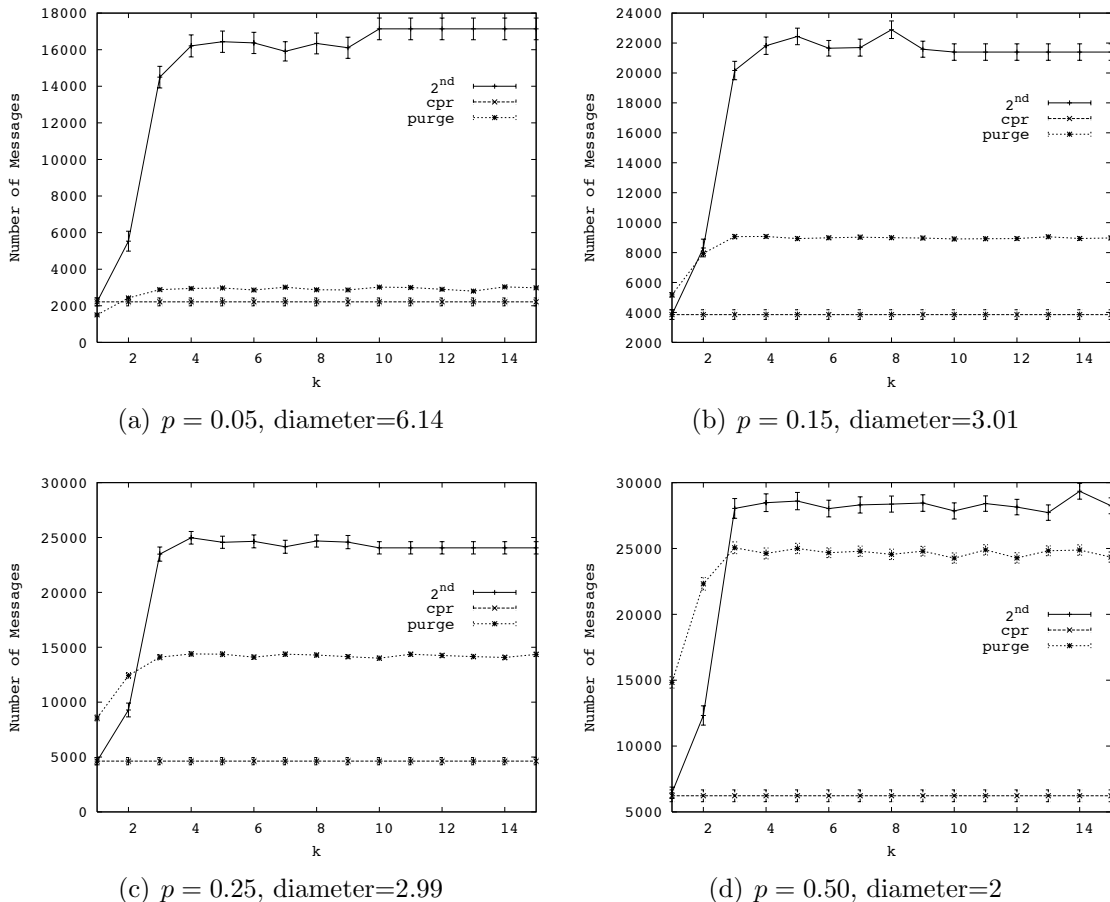 18000
16000
14000
12000
10000
8000
6000
4000
2000
0
Number of Messages
2nd
cpr
purge
2 4 6 8 10 12 14
k
(a) p = 0.05, diameter=6.14
24000
22000
20000
18000
16000
14000
12000
10000
8000
6000
4000
2000
Number of Messages
2nd
cpr
purge
2 4 6 8 10 12 14
k
(b) p = 0.15, diameter=3.01
30000
25000
20000
15000
10000
5000
0
Number of Messages
2nd
cpr
purge
2 4 6 8 10 12 14
k
(c) p = 0.25, diameter=2.99
30000
25000
20000
15000
10000
5000
Number of Messages
2nd
cpr
purge
2 4 6 8 10 12 14
k
(d) p = 0.50, diameter=2